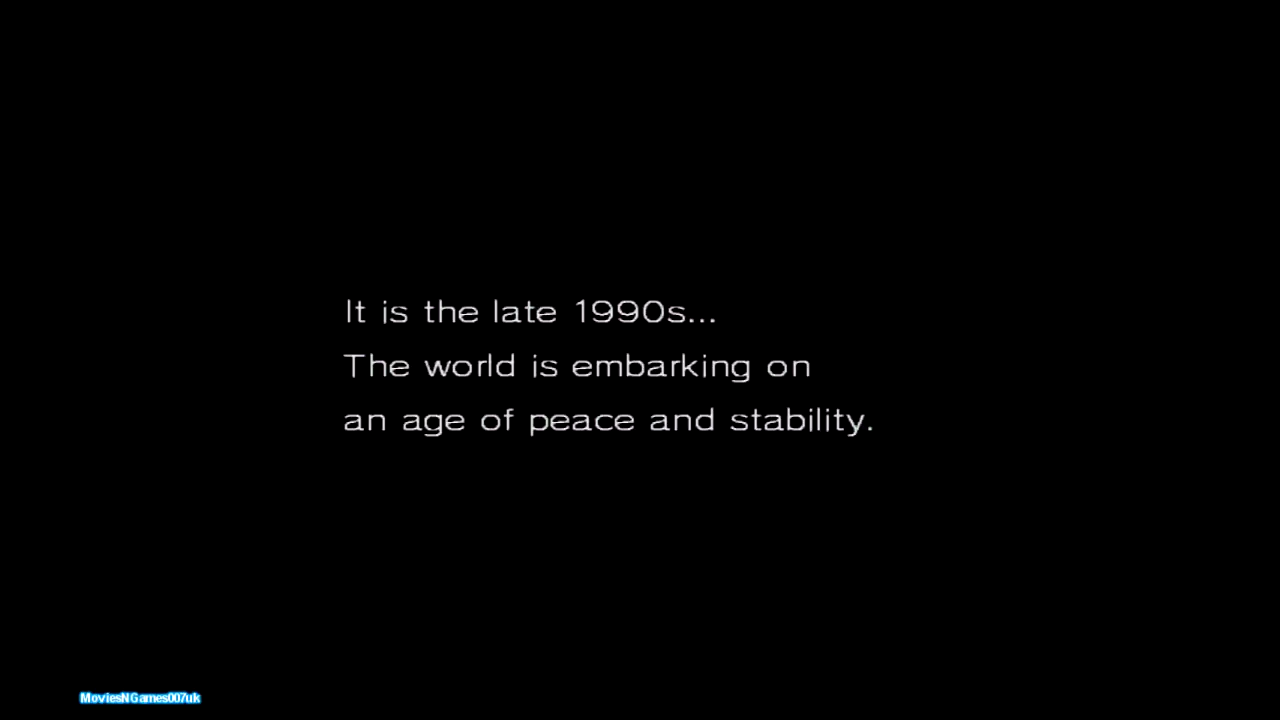 It is the late 1990s...
The world is embarking on
an age of peace and stability.
MoviesNGames007uk